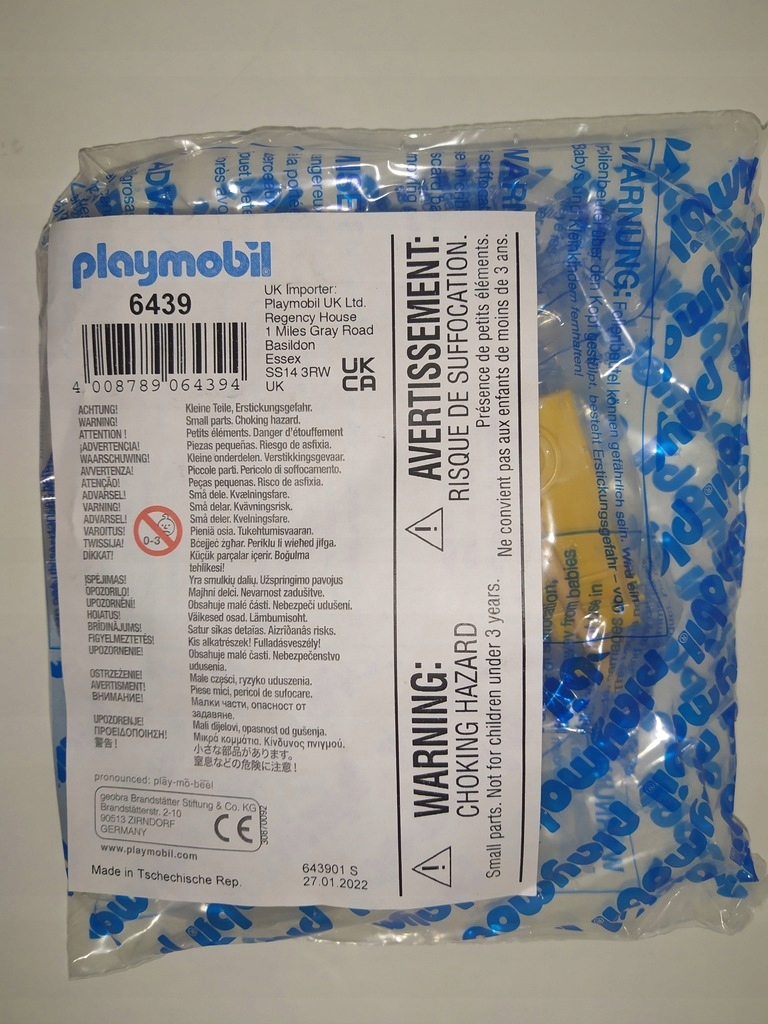 playmobil
6439
4 008789 064394
UK Importer:
Playmobil UK Ltd.
Regency House
1 Miles Gray Road
Basildon
Essex
SS14 3RW
UK
UK
CA
ACHTUNG! Kleine Teile, Erstickungsgefahr.
WARNING! Small parts. Choking hazard.
ATTENTION ! Petits éléments. Danger d'étouffement
¡ADVERTENCIA! Piezas pequeñas. Riesgo de asfixia.
WAARSCHUWING! Kleine onderdelen. Verstikkingsgevaar.
AVVERTENZA! Piccole parti. Pericolo di soffocamento.
ATENÇÃO! Peças pequenas. Risco de asfixia.
ADVARSEL! Små dele. Kvælningsfare.
VARNING! Små delar. Kvävningsrisk.
ADVARSEL! Små deler. Kvelningsfare.
VAROITUS! Pieniä osia. Tukehtumisvaaran.
TWISSIJA! Bċejjeċ żgħar. Periklu li wieħed jifga.
DİKKAT! Küçük parçalar içerir. Boğulma
tehlikesi!
0-3
ĮSPĖJIMAS! Yra smulkių dalių. Užspringimo pavojus
OPOZORILO! Majhni delci. Nevarnost zadušitve.
UPOZORNĚNÍ! Obsahuje malé části. Nebezpečí udušení.
HOIATUS! Väikesed osad. Lämbumisoht.
BRĪDINĀJUMS! Satur sīkas detaļas. Aizrīšanās risks.
FIGYELMEZTETÉS! Kis alkatrészek! Fulladásveszély!
UPOZORNENIE! Obsahuje malé časti. Nebezpečenstvo
udusenia.
OSTRZEŻENIE! Małe części, ryzyko uduszenia.
AVERTISMENT! Piese mici, pericol de sufocare.
ВНИМАНИЕ! Малки части, опасност от
задавяне.
UPOZORENJE! Mali dijelovi, opasnost od gušenja.
ΠΡΟΕΙΔΟΠΟΙΗΣΗ! Μικρά κομμάτια. Κίνδυνος πνιγμού.
警告! 小さな部品があります。
窒息などの危険に注意!
pronounced: play-mō-beel
geobra Brandstätter Stiftung & Co. KG
Brandstätterstr. 2-10
90513 ZIRNDORF
GERMANY
CE
30870092
www.playmobil.com
Made in Tschechische Rep.
643901 S
27.01.2022
AVERTISSEMENT:
RISQUE DE SUFFOCATION.
Présence de petits éléments.
Ne convient pas aux enfants de moins de 3 ans.
WARNING:
CHOKING HAZARD
Small parts. Not for children under 3 years.
WARNUNG:
playmobil